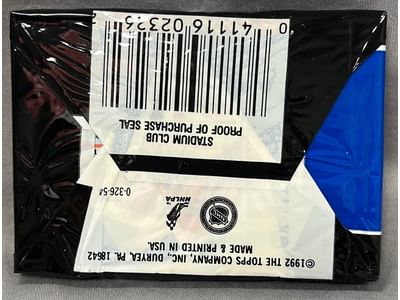 0 41116 02325
STADIUM CLUB
PROOF OF PURCHASE SEAL
0-326-54
NHLPA
©1992 THE TOPPS COMPANY, INC., DURYEA, PA. 18642
MADE & PRINTED IN USA.